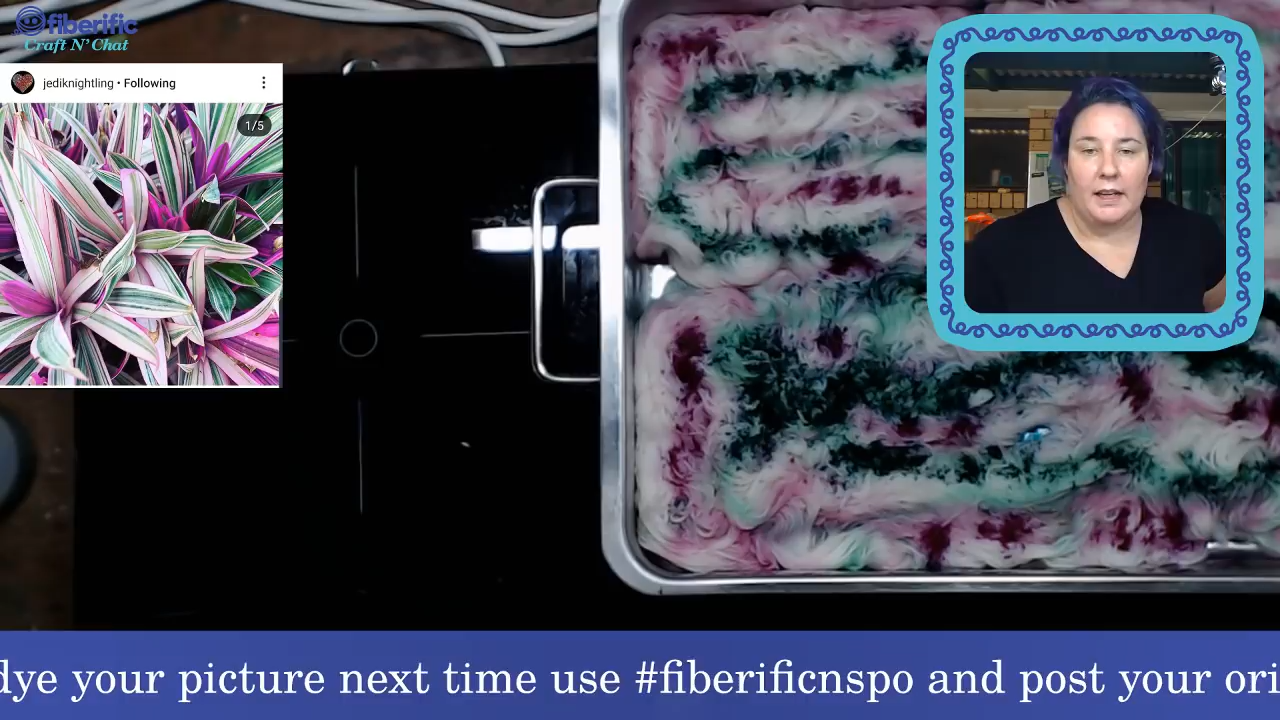 fiberific
Craft N' Chat
jediknightling • Following
1/5
dye your picture next time use #fiberificnspo and post your ori